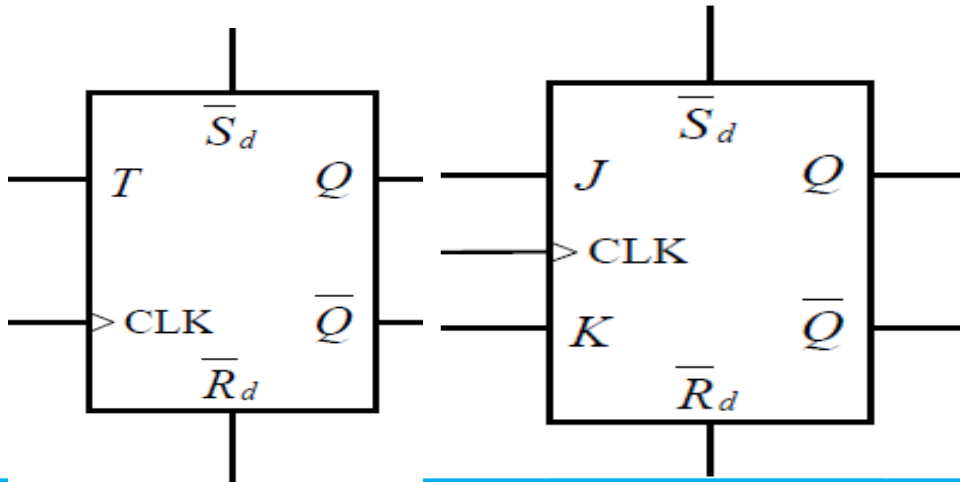 S̅d
T Q
CLK Q̅
R̅d
S̅d
J Q
CLK
K Q̅
R̅d